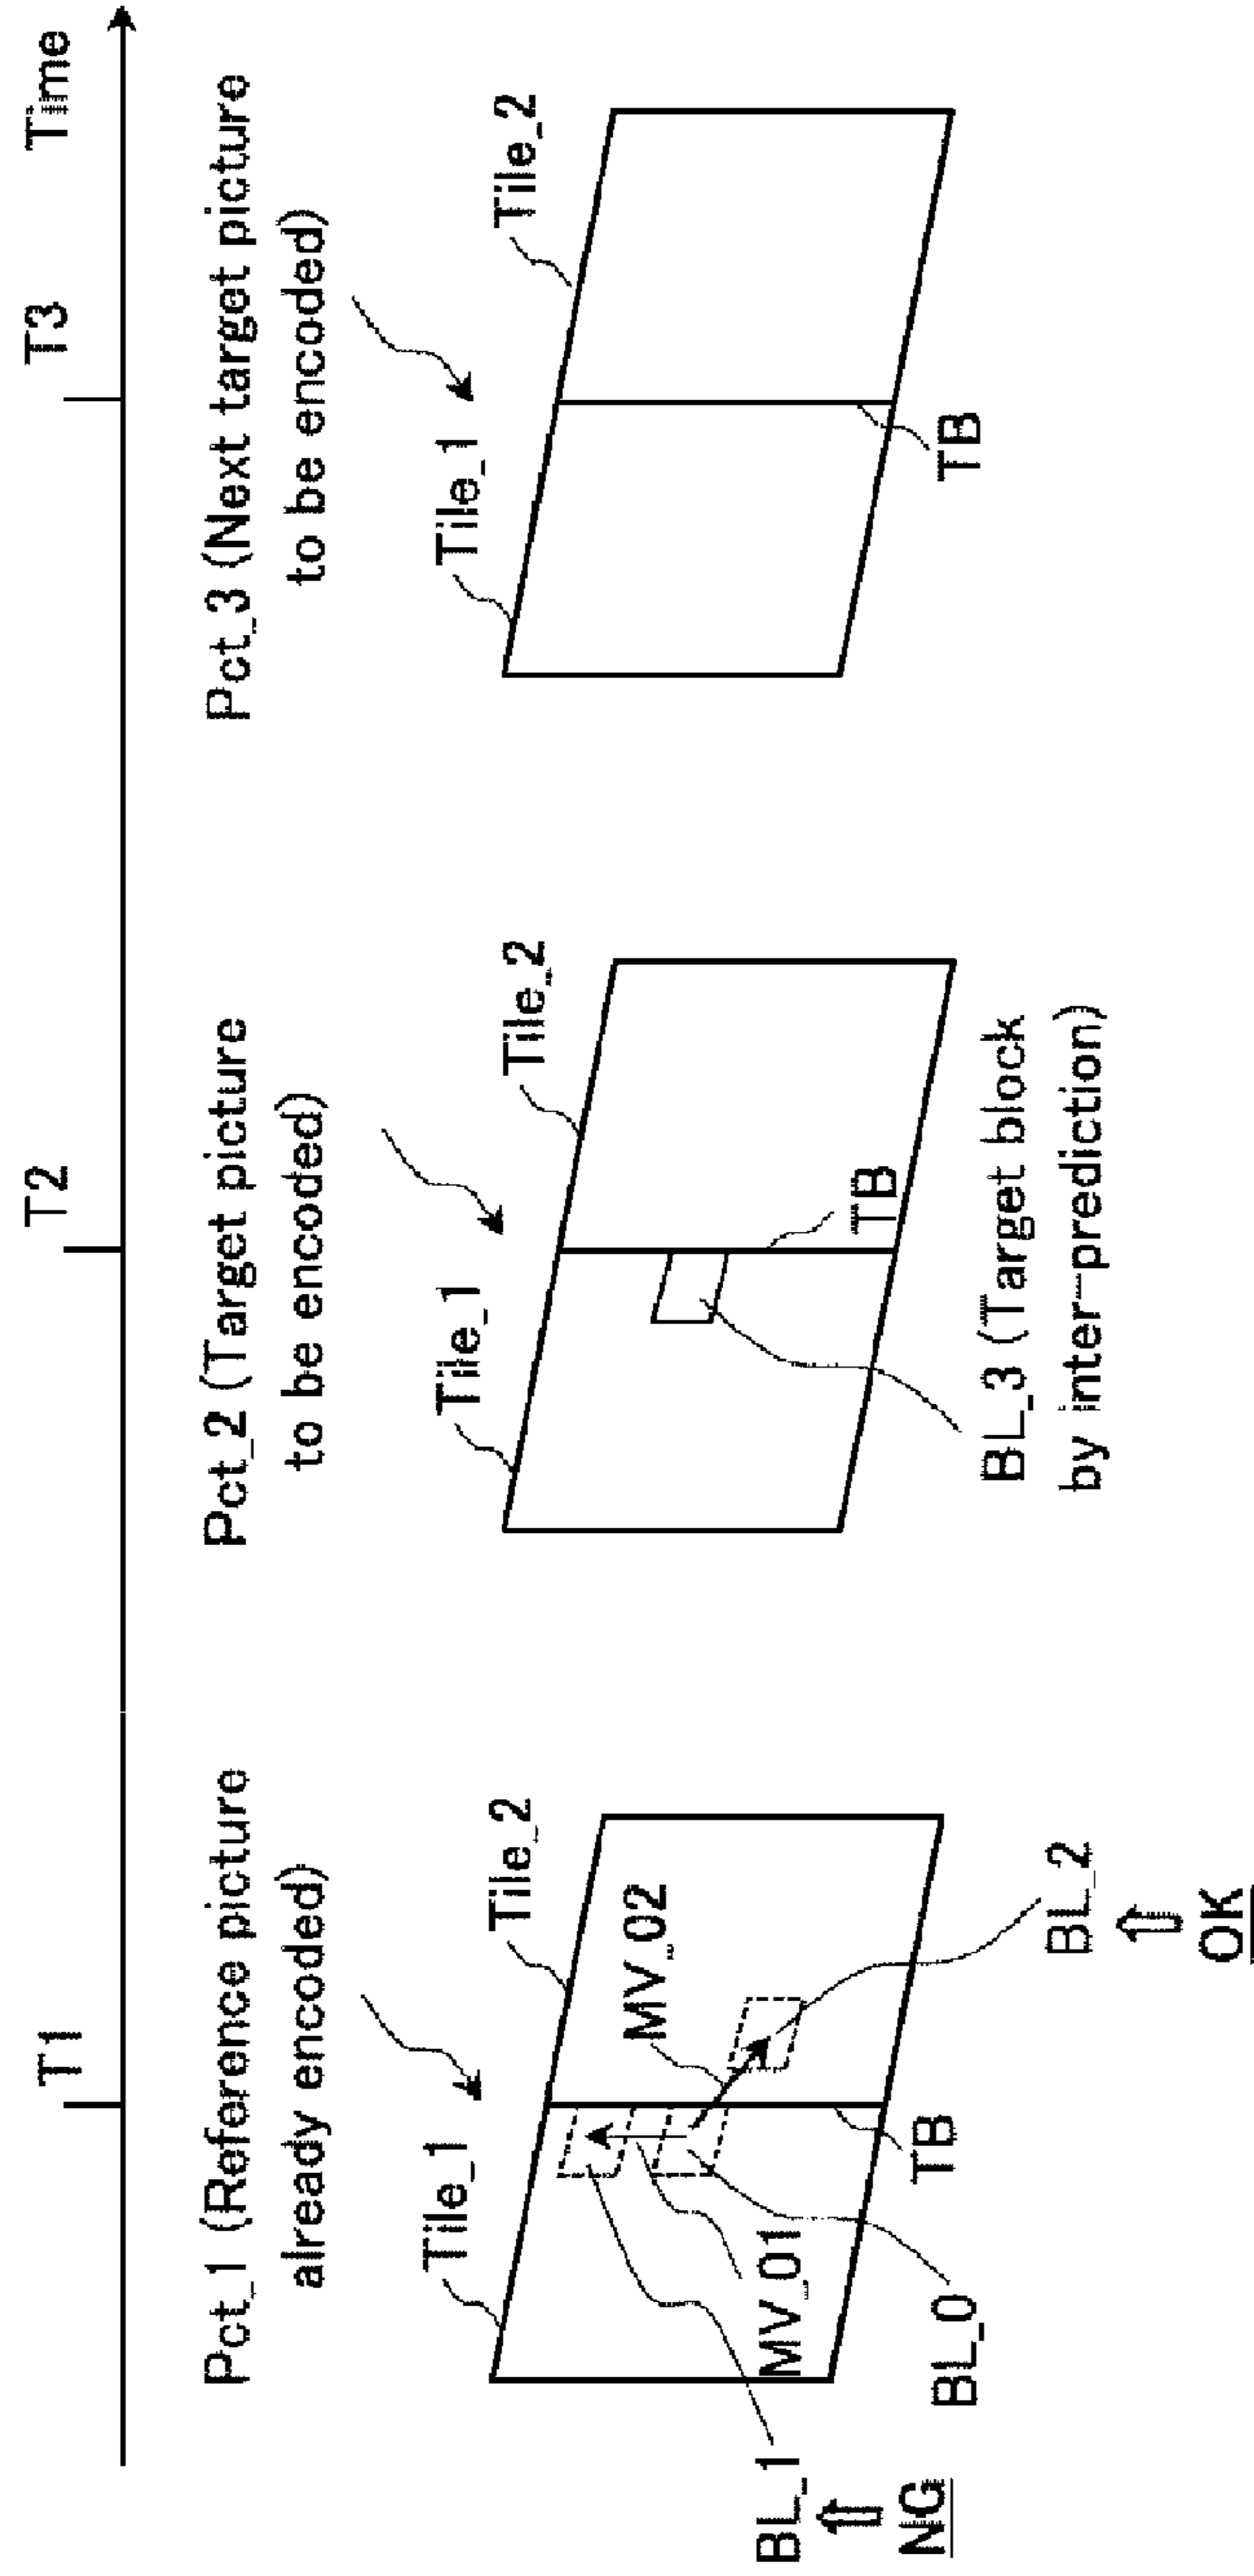 T1
T2
T3
Time
Pct_1 (Reference picture
already encoded)
Pct_2 (Target picture
to be encoded)
Pct_3 (Next target picture
to be encoded)
Tile_1
Tile_2
MV_02
MV_01
BL_1
NG
BL_0
TB
BL_2
OK
Tile_1
Tile_2
TB
BL_3 (Target block
by inter-prediction)
Tile_1
Tile_2
TB